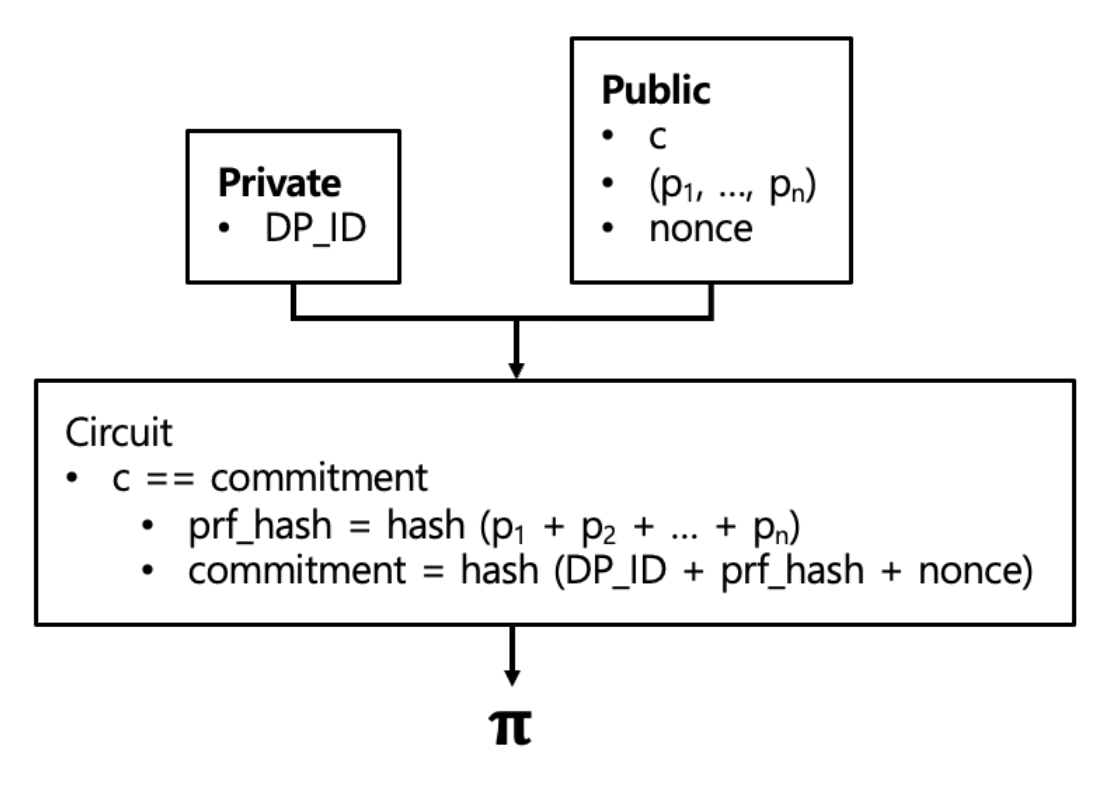 Private
• DP_ID
Public
• c
• (p₁, ..., pₙ)
• nonce
Circuit
• c == commitment
• prf_hash = hash (p₁ + p₂ + ... + pₙ)
• commitment = hash (DP_ID + prf_hash + nonce)
π